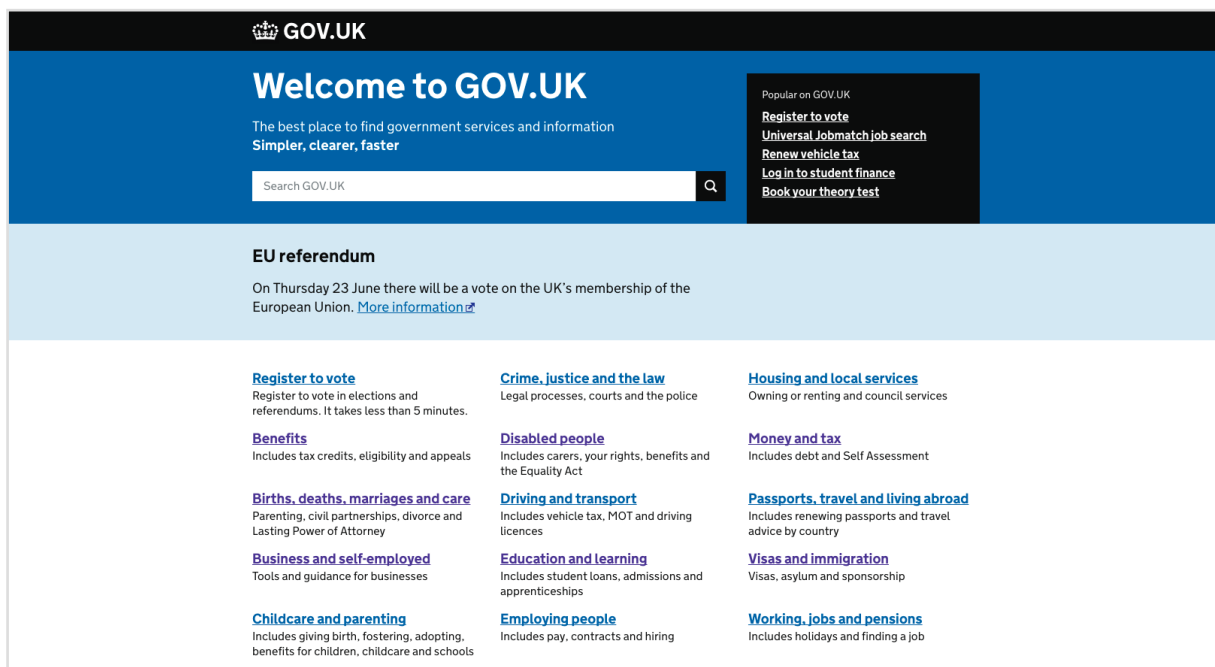 GOV.UK
Welcome to GOV.UK
The best place to find government services and information
Simpler, clearer, faster
Search GOV.UK
Popular on GOV.UK
Register to vote
Universal Jobmatch job search
Renew vehicle tax
Log in to student finance
Book your theory test
EU referendum
On Thursday 23 June there will be a vote on the UK's membership of the
European Union. More information
Register to vote
Register to vote in elections and
referendums. It takes less than 5 minutes.
Crime, justice and the law
Legal processes, courts and the police
Housing and local services
Owning or renting and council services
Benefits
Includes tax credits, eligibility and appeals
Disabled people
Includes carers, your rights, benefits and
the Equality Act
Money and tax
Includes debt and Self Assessment
Births, deaths, marriages and care
Parenting, civil partnerships, divorce and
Lasting Power of Attorney
Driving and transport
Includes vehicle tax, MOT and driving
licences
Passports, travel and living abroad
Includes renewing passports and travel
advice by country
Business and self-employed
Tools and guidance for businesses
Education and learning
Includes student loans, admissions and
apprenticeships
Visas and immigration
Visas, asylum and sponsorship
Childcare and parenting
Includes giving birth, fostering, adopting,
benefits for children, childcare and schools
Employing people
Includes pay, contracts and hiring
Working, jobs and pensions
Includes holidays and finding a job